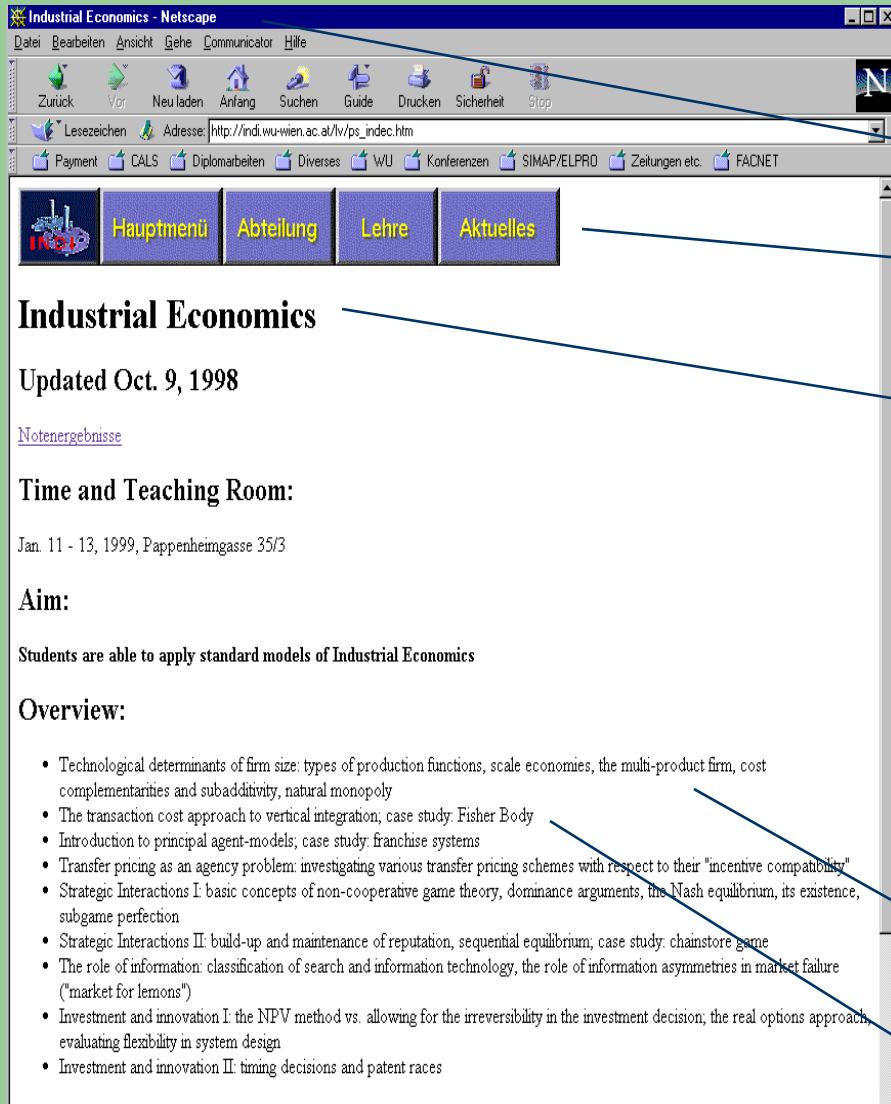 Industrial Economics - Netscape
Datei Bearbeiten Ansicht Gehe Communicator Hilfe
Zurück Vor Neu laden Anfang Suchen Guide Drucken Sicherheit Stop
N
Lesezeichen Adresse: http://indi.wu-wien.ac.at/lv/ps_indec.htm
Payment CALS Diplomarbeiten Diverses WU Konferenzen SIMAP/ELPRO Zeitungen etc. FACNET
INDI Hauptmenü Abteilung Lehre Aktuelles
Industrial Economics
Updated Oct. 9, 1998
Notenergebnisse
Time and Teaching Room:
Jan. 11 - 13, 1999, Pappenheimgasse 35/3
Aim:
Students are able to apply standard models of Industrial Economics
Overview:
• Technological determinants of firm size: types of production functions, scale economies, the multi-product firm, cost
complementarities and subadditivity, natural monopoly
• The transaction cost approach to vertical integration; case study: Fisher Body
• Introduction to principal agent-models; case study: franchise systems
• Transfer pricing as an agency problem: investigating various transfer pricing schemes with respect to their "incentive compatibility"
• Strategic Interactions I: basic concepts of non-cooperative game theory, dominance arguments, the Nash equilibrium, its existence,
subgame perfection
• Strategic Interactions II: build-up and maintenance of reputation, sequential equilibrium; case study: chainstore game
• The role of information: classification of search and information technology, the role of information asymmetries in market failure
("market for lemons")
• Investment and innovation I: the NPV method vs. allowing for the irreversibility in the investment decision; the real options approach,
evaluating flexibility in system design
• Investment and innovation II: timing decisions and patent races